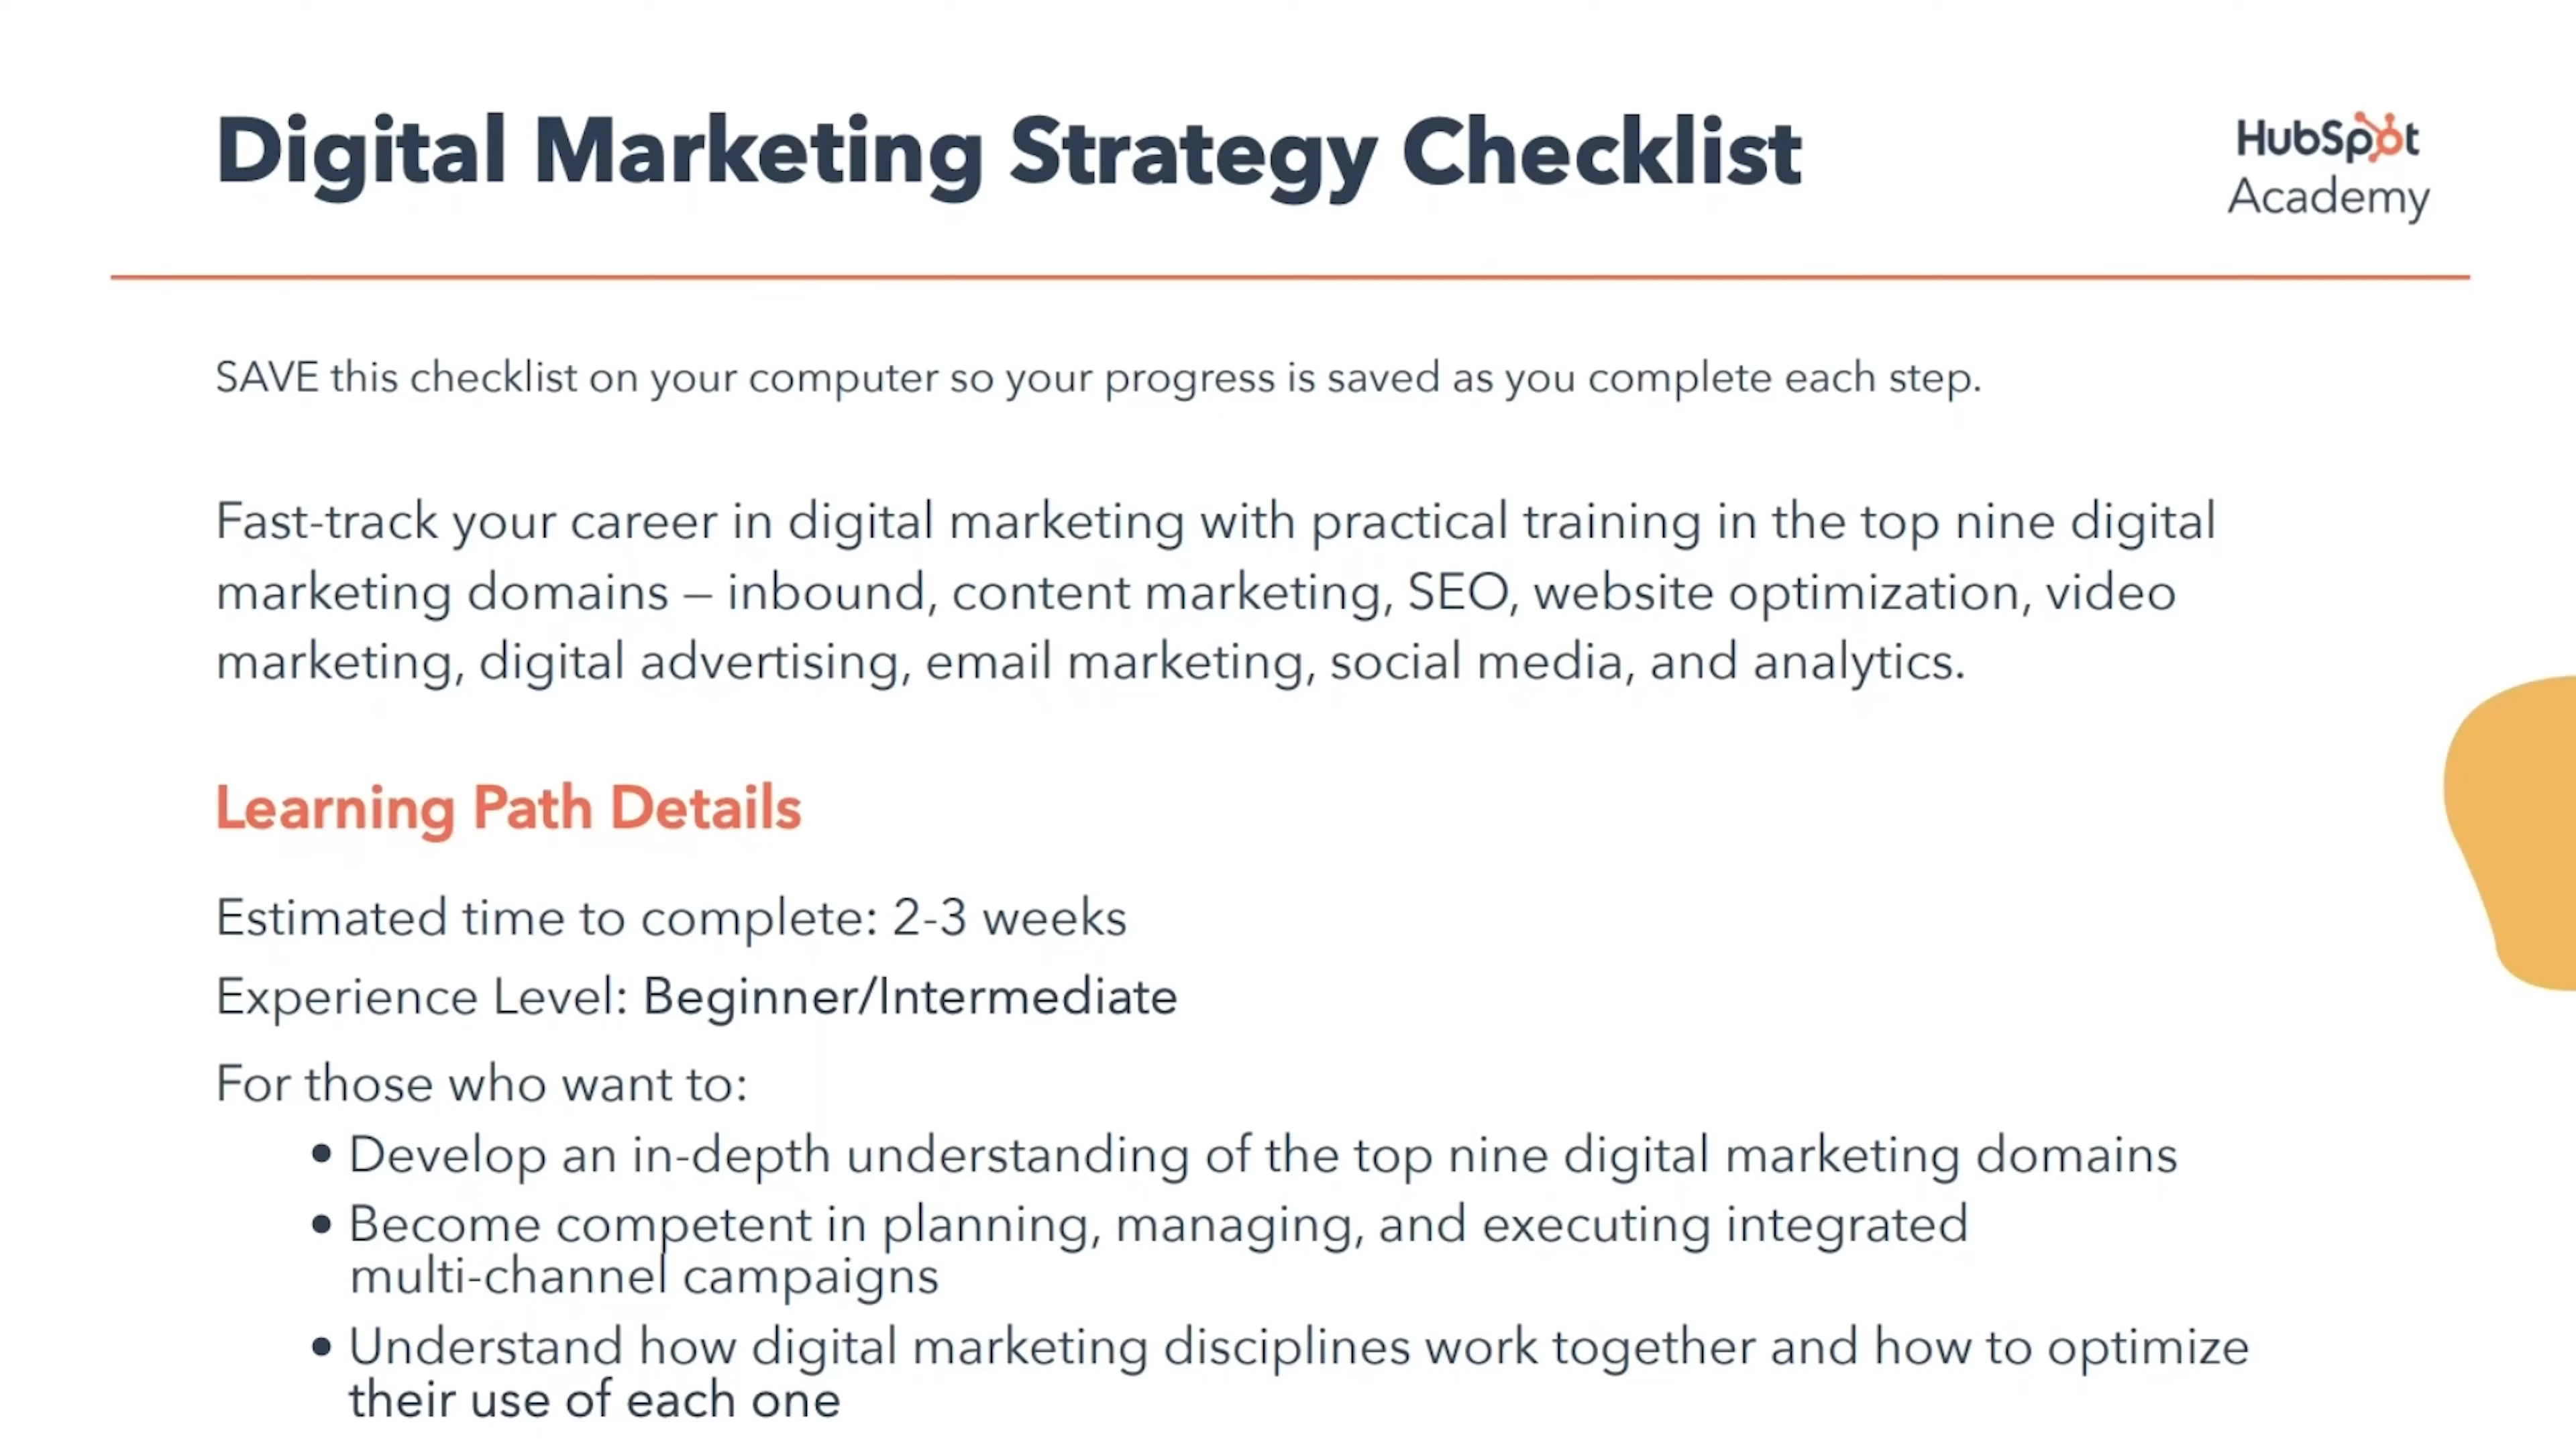 Digital Marketing Strategy Checklist
HubSpot
Academy
SAVE this checklist on your computer so your progress is saved as you complete each step.
Fast-track your career in digital marketing with practical training in the top nine digital
marketing domains – inbound, content marketing, SEO, website optimization, video
marketing, digital advertising, email marketing, social media, and analytics.
Learning Path Details
Estimated time to complete: 2-3 weeks
Experience Level: Beginner/Intermediate
For those who want to:
• Develop an in-depth understanding of the top nine digital marketing domains
• Become competent in planning, managing, and executing integrated
multi-channel campaigns
• Understand how digital marketing disciplines work together and how to optimize
their use of each one